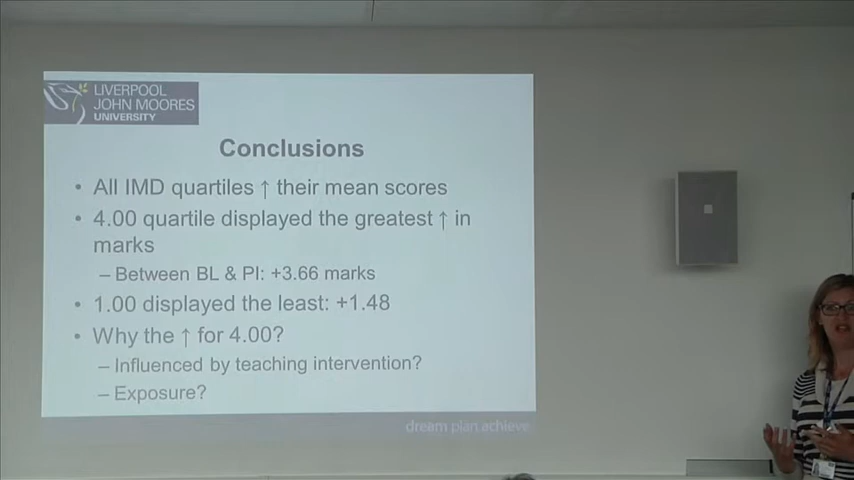 LIVERPOOL
JOHN MOORES
UNIVERSITY
Conclusions
• All IMD quartiles ↑ their mean scores
• 4.00 quartile displayed the greatest ↑ in
marks
– Between BL & PI: +3.66 marks
• 1.00 displayed the least: +1.48
• Why the ↑ for 4.00?
– Influenced by teaching intervention?
– Exposure?
dream plan achieve